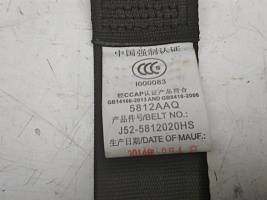 中国强制认证
CCC
I000083
经CCAP认证产品符合
GB14166-2013 AND GB8410-2006
5812AAQ
产品件号/BELT NO.:
J52-5812020HS
生产日期/DATE OF MAUF.: